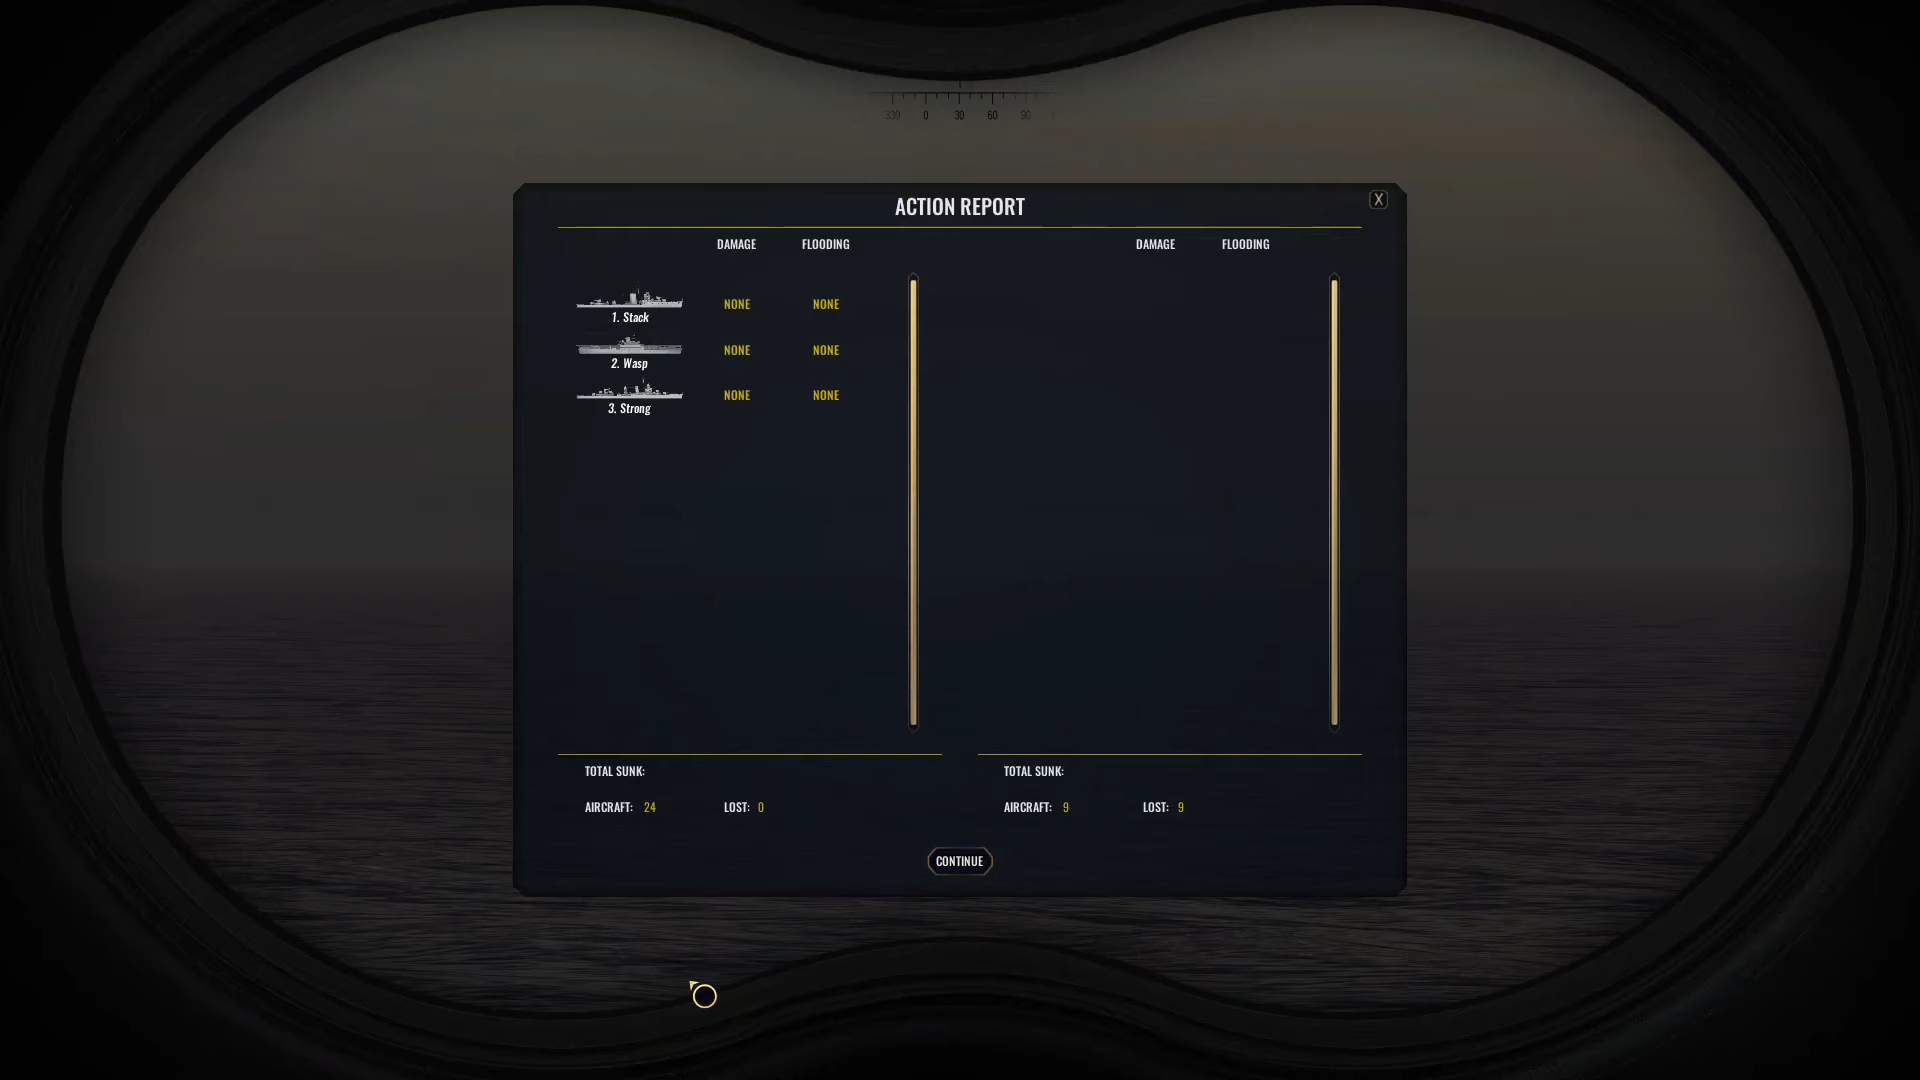 330 0 30 60 90
ACTION REPORT
X
DAMAGE FLOODING DAMAGE FLOODING
NONE NONE
1. Stack
NONE NONE
2. Wasp
NONE NONE
3. Strong
TOTAL SUNK: TOTAL SUNK:
AIRCRAFT: 24 LOST: 0 AIRCRAFT: 9 LOST: 9
CONTINUE